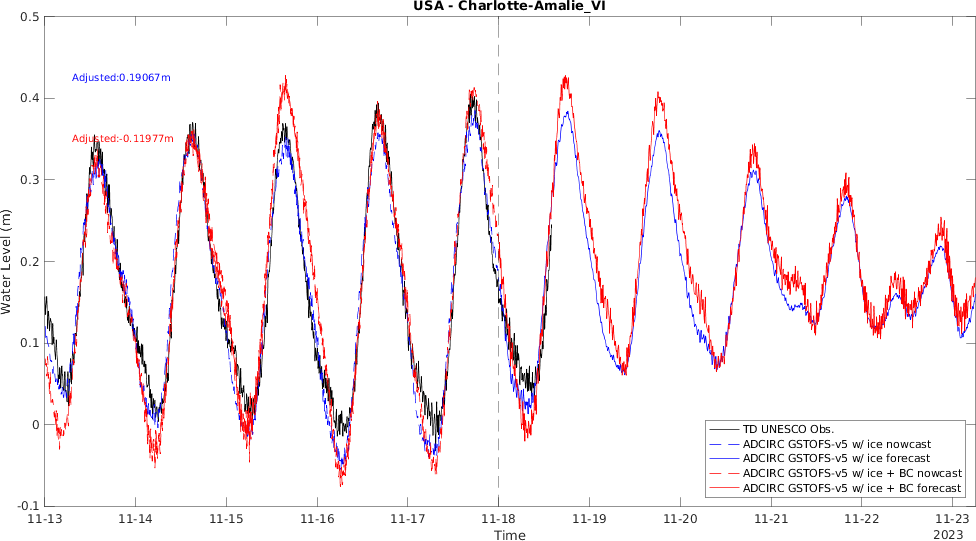 USA - Charlotte-Amalie_VI
0.5
0.4
0.3
0.2
0.1
0
-0.1
Water Level (m)
Adjusted:0.19067m
Adjusted:-0.11977m
TD UNESCO Obs.
ADCIRC GSTOFS-v5 w/ ice nowcast
ADCIRC GSTOFS-v5 w/ ice forecast
ADCIRC GSTOFS-v5 w/ ice + BC nowcast
ADCIRC GSTOFS-v5 w/ ice + BC forecast
11-13 11-14 11-15 11-16 11-17 11-18 11-19 11-20 11-21 11-22 11-23
Time
2023